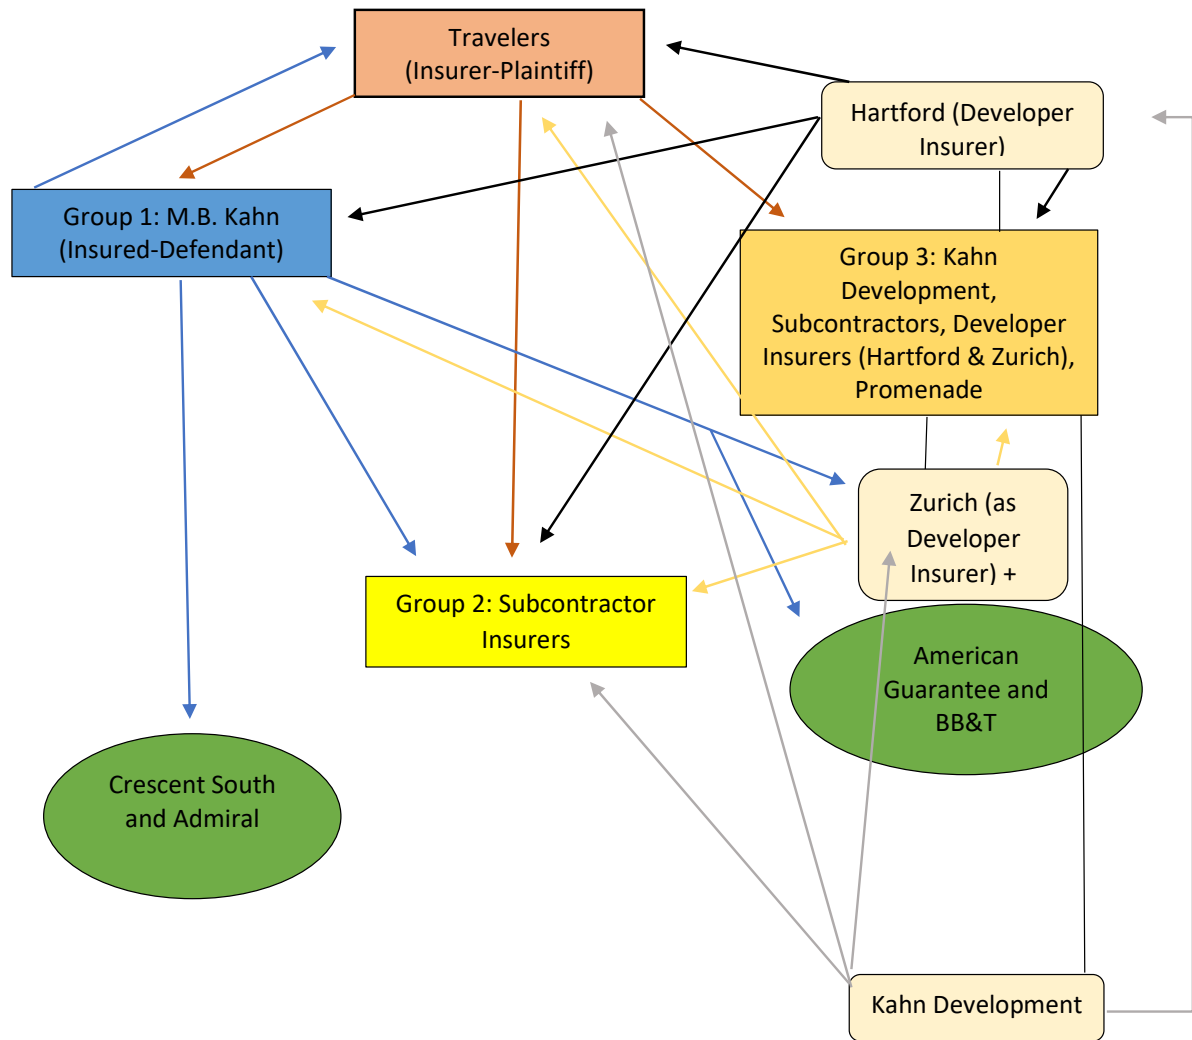 Travelers
(Insurer-Plaintiff)
Hartford (Developer
Insurer)
Group 1: M.B. Kahn
(Insured-Defendant)
Group 3: Kahn
Development,
Subcontractors, Developer
Insurers (Hartford & Zurich),
Promenade
Zurich (as
Developer
Insurer) +
Group 2: Subcontractor
Insurers
American
Guarantee and
BB&T
Crescent South
and Admiral
Kahn Development